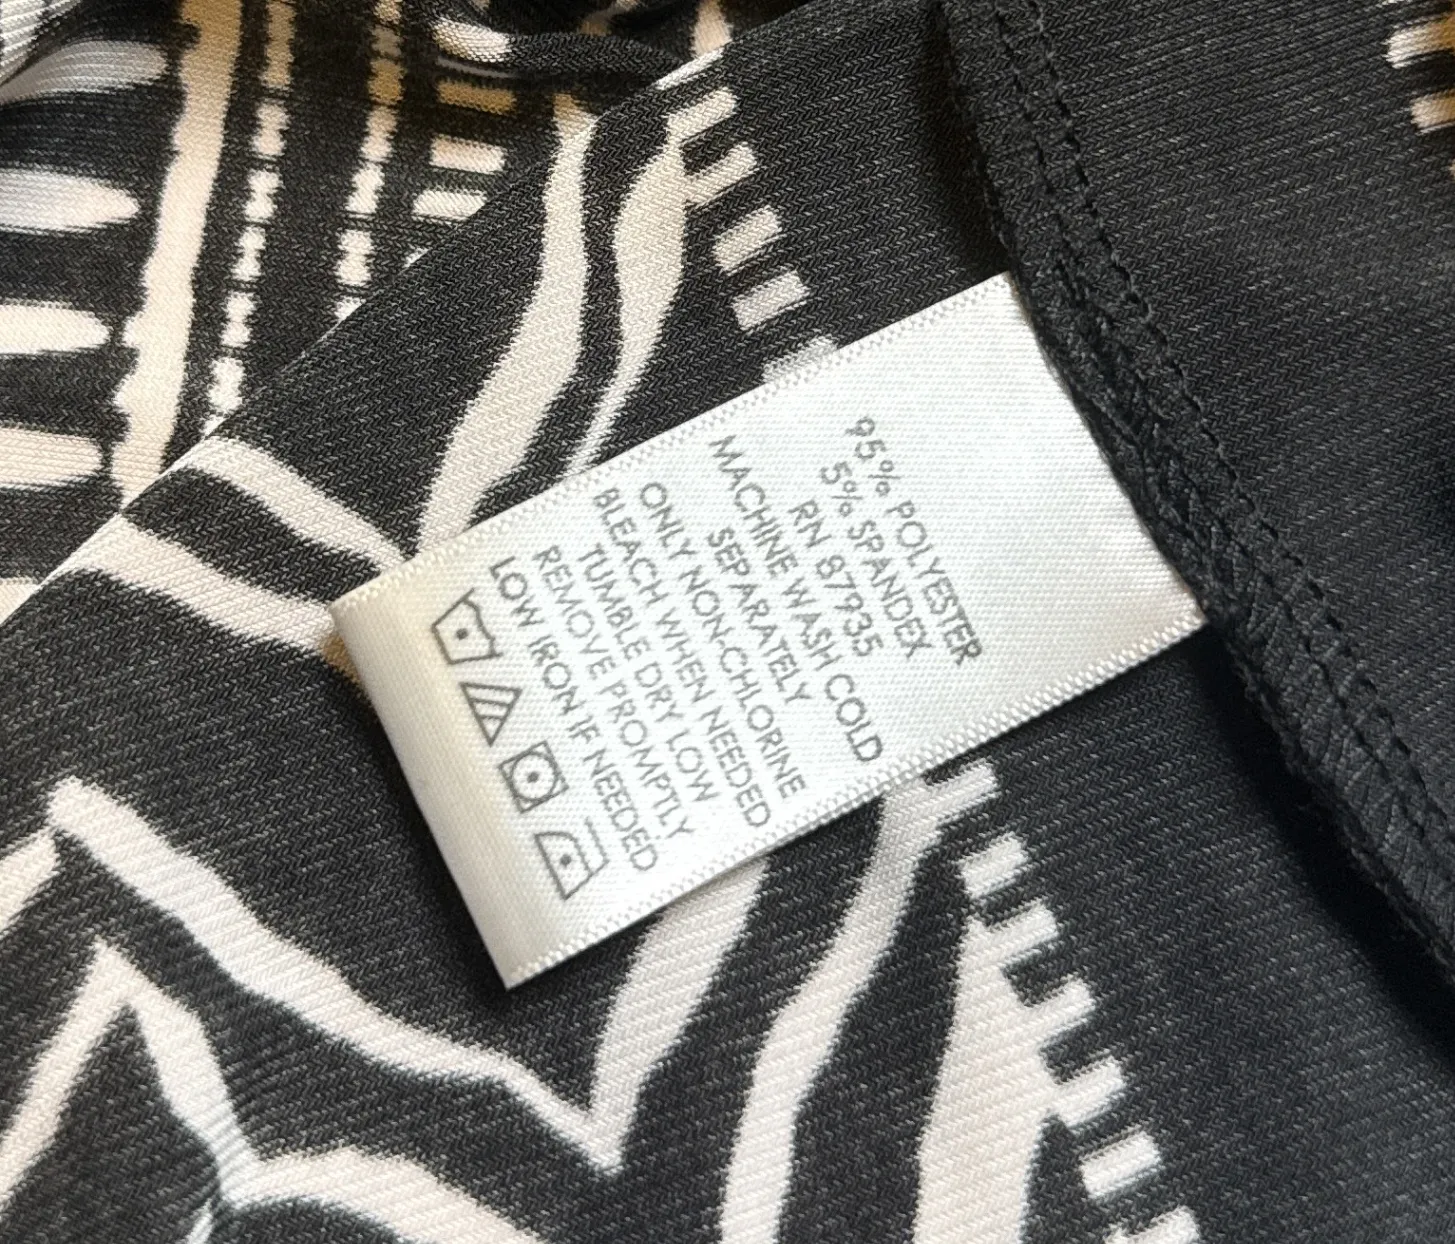 95% POLYESTER
5% SPANDEX
RN 87935
MACHINE WASH COLD
SEPARATELY
ONLY NON-CHLORINE
BLEACH WHEN NEEDED
TUMBLE DRY LOW
REMOVE PROMPTLY
LOW IRON IF NEEDED